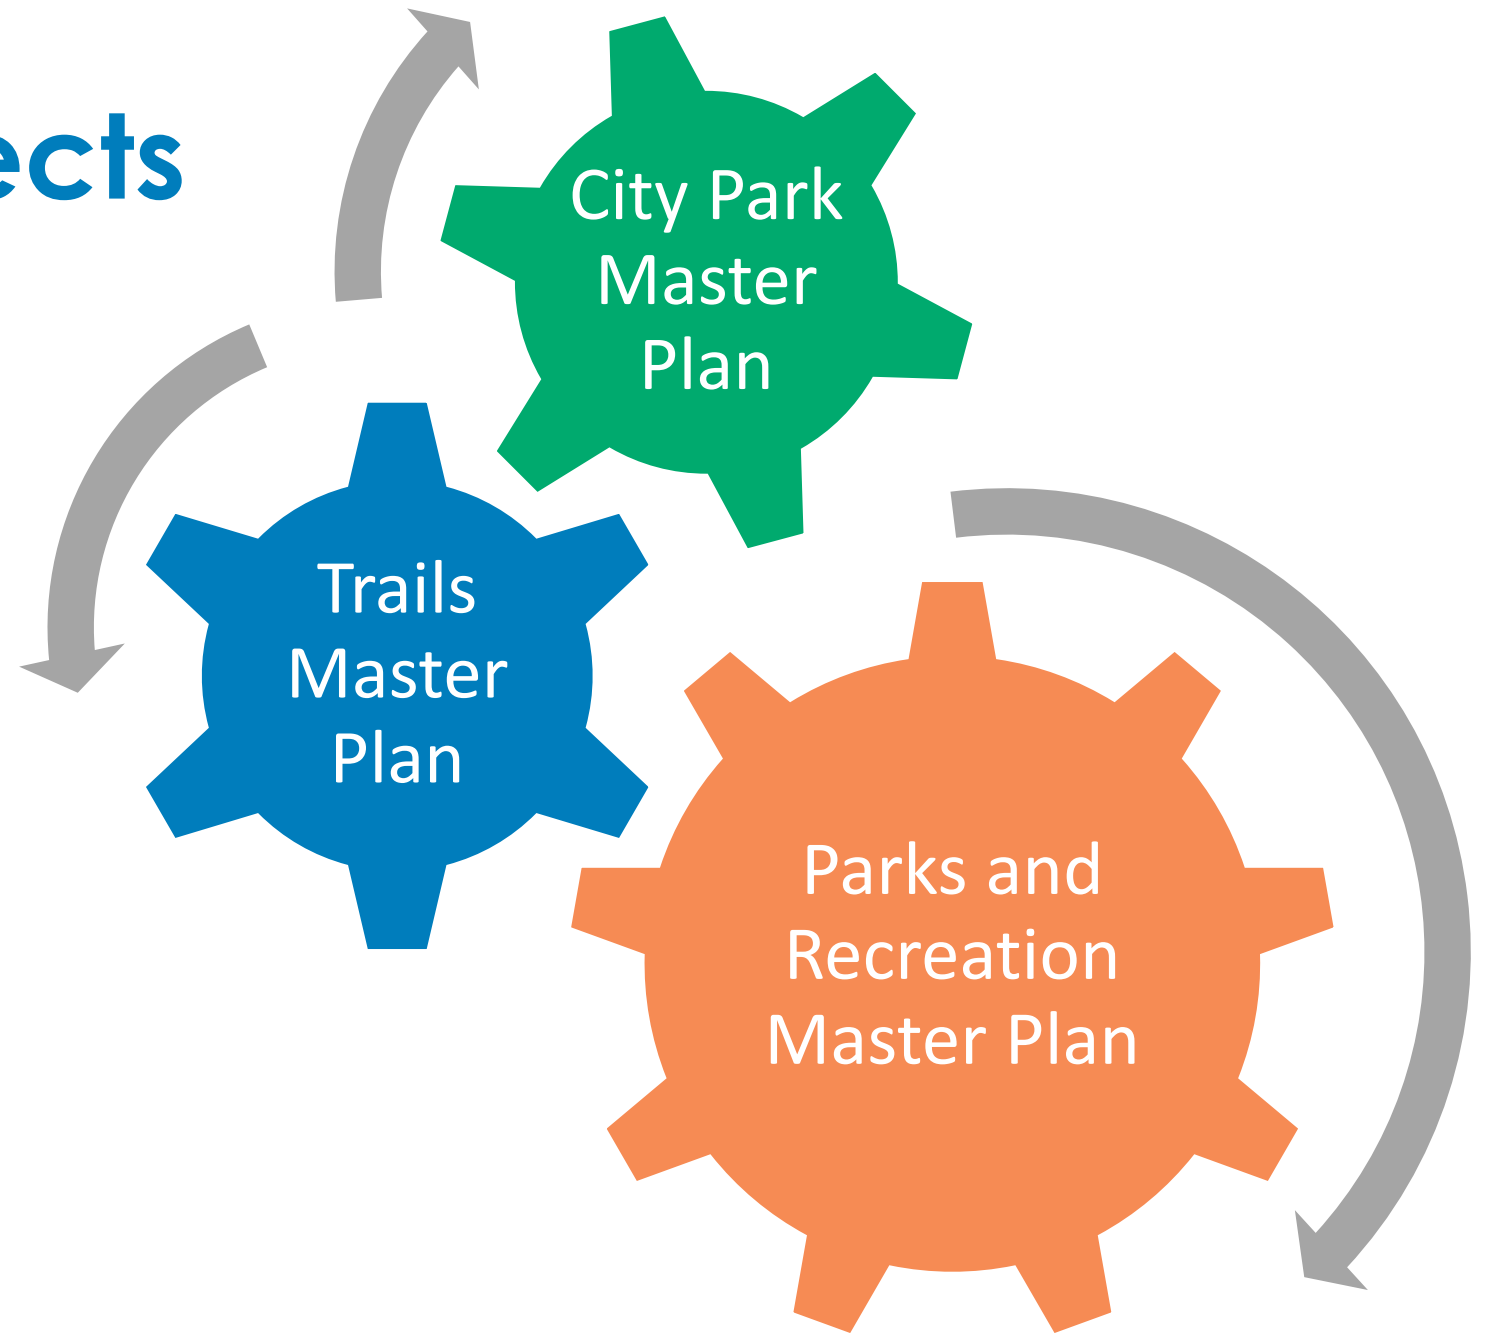 ects
City Park
Master
Plan
Trails
Master
Plan
Parks and
Recreation
Master Plan